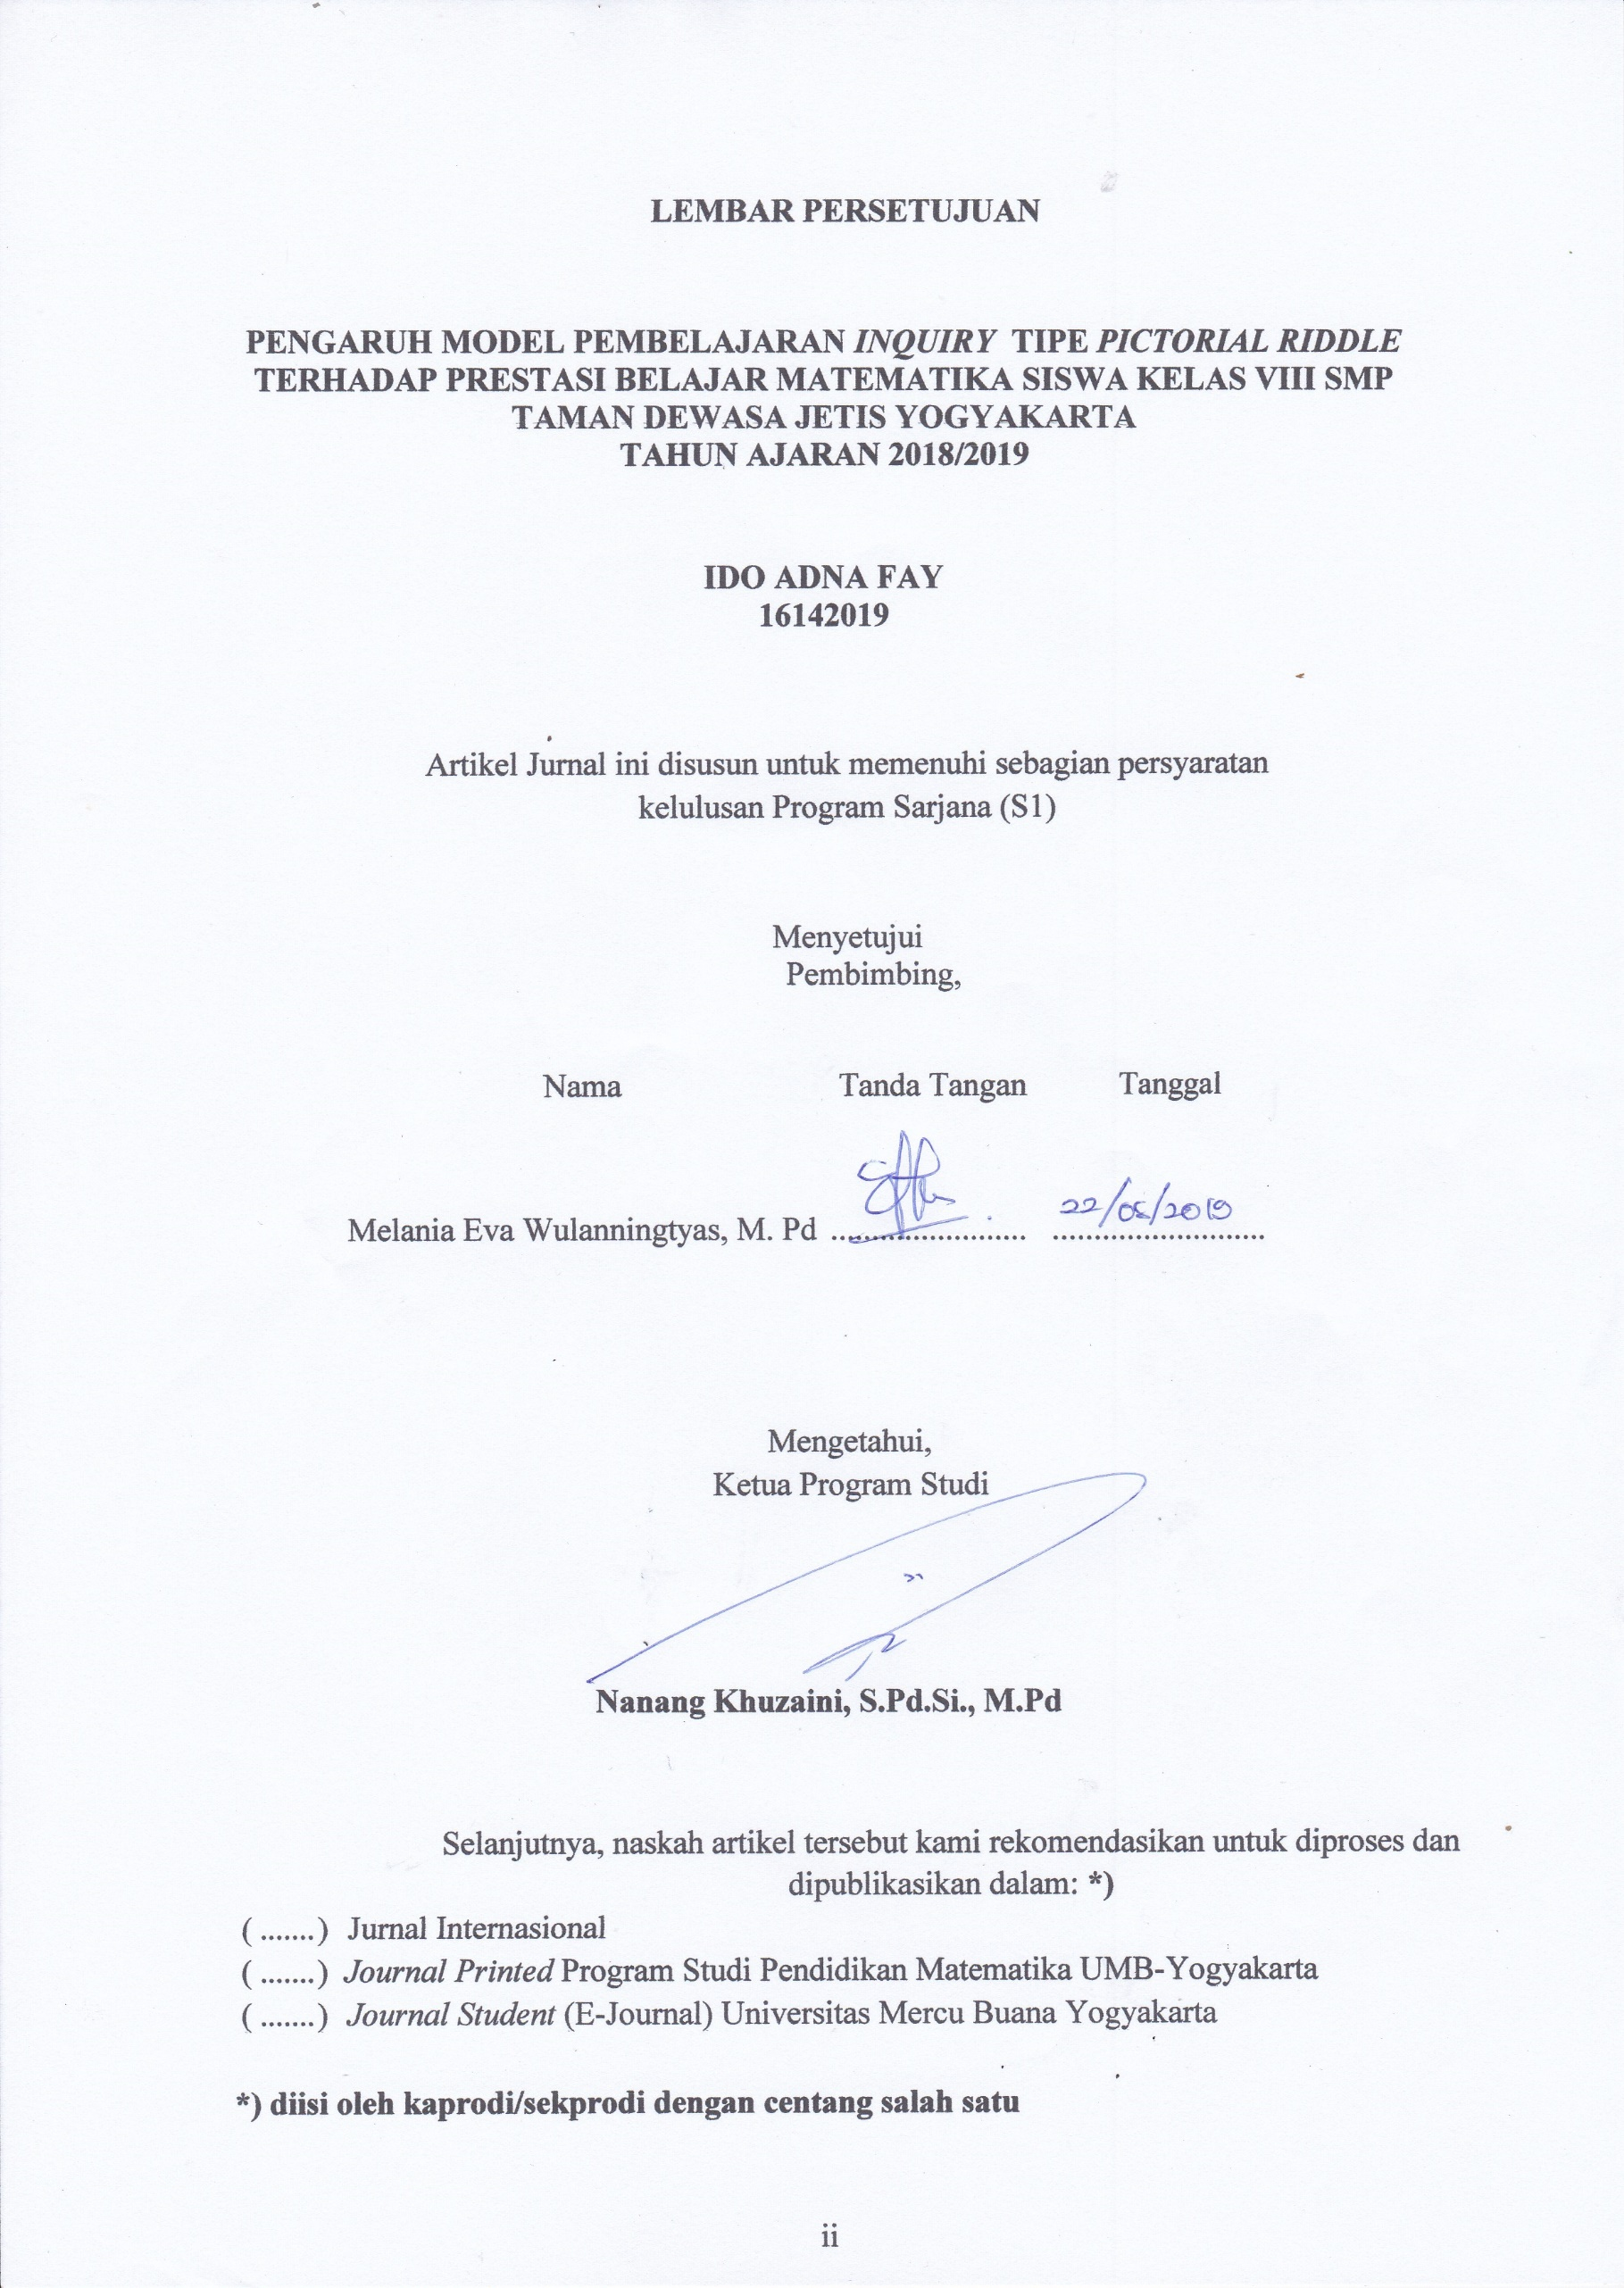 LEMBAR PERSETUJUAN
PENGARUH MODEL PEMBELAJARAN INQUIRY TIPE PICTORIAL RIDDLE
TERHADAP PRESTASI BELAJAR MATEMATIKA SISWA KELAS VIII SMP
TAMAN DEWASA JETIS YOGYAKARTA
TAHUN AJARAN 2018/2019
IDO ADNA FAY
16142019
Artikel Jurnal ini disusun untuk memenuhi sebagian persyaratan
kelulusan Program Sarjana (S1)
Menyetujui
Pembimbing,
Nama Tanda Tangan Tanggal
Melania Eva Wulanningtyas, M. Pd ........................ 22/05/2019 ..........................
Mengetahui,
Ketua Program Studi
Nanang Khuzaini, S.Pd.Si., M.Pd
Selanjutnya, naskah artikel tersebut kami rekomendasikan untuk diproses dan
dipublikasikan dalam: *)
( .......) Jurnal Internasional
( .......) Journal Printed Program Studi Pendidikan Matematika UMB-Yogyakarta
( .......) Journal Student (E-Journal) Universitas Mercu Buana Yogyakarta
*) diisi oleh kaprodi/sekprodi dengan centang salah satu
ii